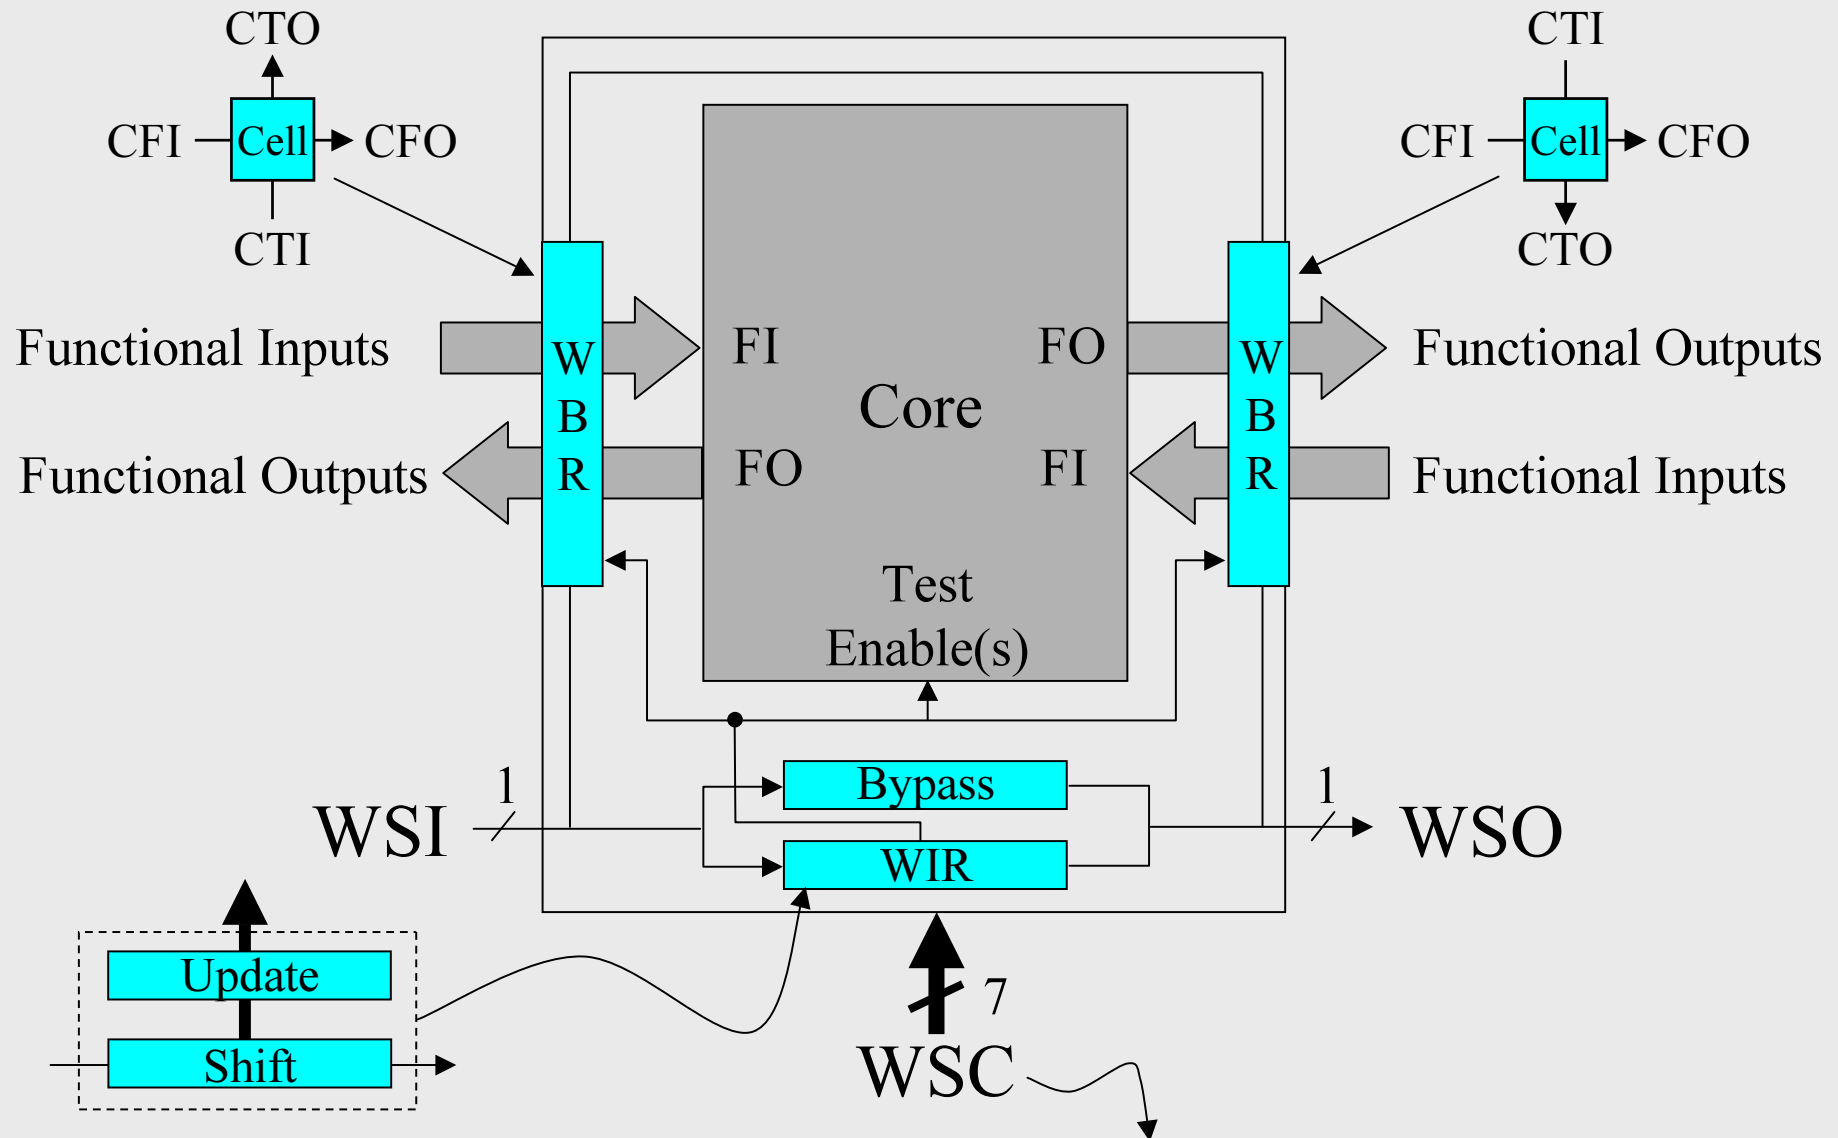 CTO
CFI Cell CFO
CTI
CTI
CFI Cell CFO
CTO
Functional Inputs
Functional Outputs
W
B
R
FI
FO
Core
FO
FI
Test
Enable(s)
W
B
R
Functional Outputs
Functional Inputs
WSI
1
Bypass
WIR
1
WSO
Update
Shift
7
WSC